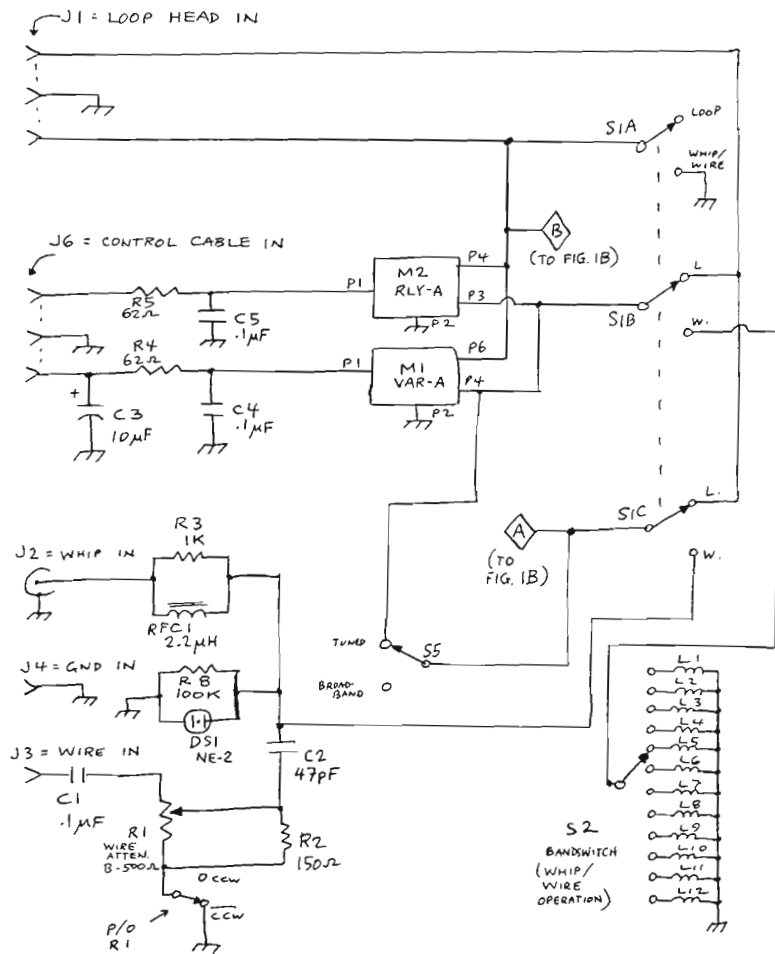 J1 = LOOP HEAD IN
S1A
LOOP
WHIP/
WIRE
B
(TO FIG. 1B)
J6 = CONTROL CABLE IN
R5
62Ω
C5
.1μF
P1
M2
RLY-A
P4
P3
P2
S1B
L
W.
R4
62Ω
+
C3
10μF
C4
.1μF
P1
M1
VAR-A
P6
P4
P2
S1C
L.
W.
A
(TO
FIG. 1B)
J2 = WHIP IN
R3
1K
RFC1
2.2μH
TUNED
S5
BROAD-
BAND
J4 = GND IN
R8
100K
DS1
NE-2
C2
47pF
J3 = WIRE IN
C1
.1μF
R1
WIRE
ATTEN.
B-500Ω
R2
150Ω
CCW
CCW
P/O
R1
S2
BANDSWITCH
(WHIP/
WIRE
OPERATION)
L1
L2
L3
L4
L5
L6
L7
L8
L9
L10
L11
L12